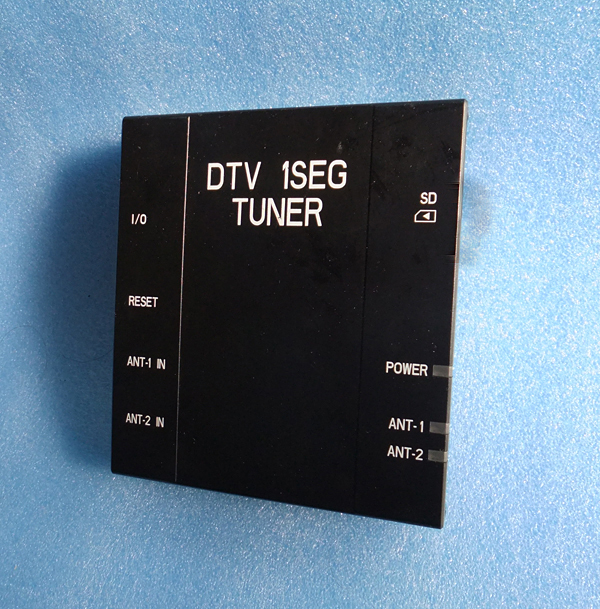 DTV 1SEG
TUNER
I/O
RESET
ANT-1 IN
ANT-2 IN
SD
POWER
ANT-1
ANT-2